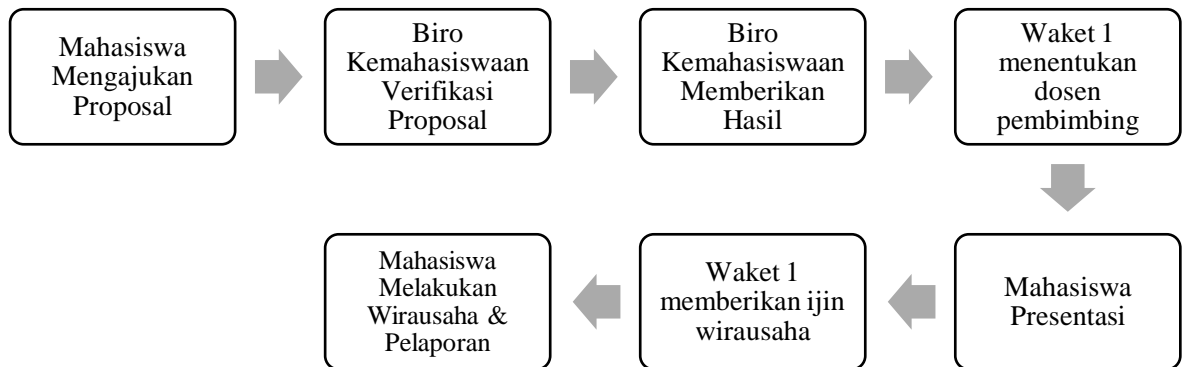 Mahasiswa
Mengajukan
Proposal
Biro
Kemahasiswaan
Verifikasi
Proposal
Biro
Kemahasiswaan
Memberikan
Hasil
Waket 1
menentukan
dosen
pembimbing
Mahasiswa
Presentasi
Waket 1
memberikan ijin
wirausaha
Mahasiswa
Melakukan
Wirausaha &
Pelaporan